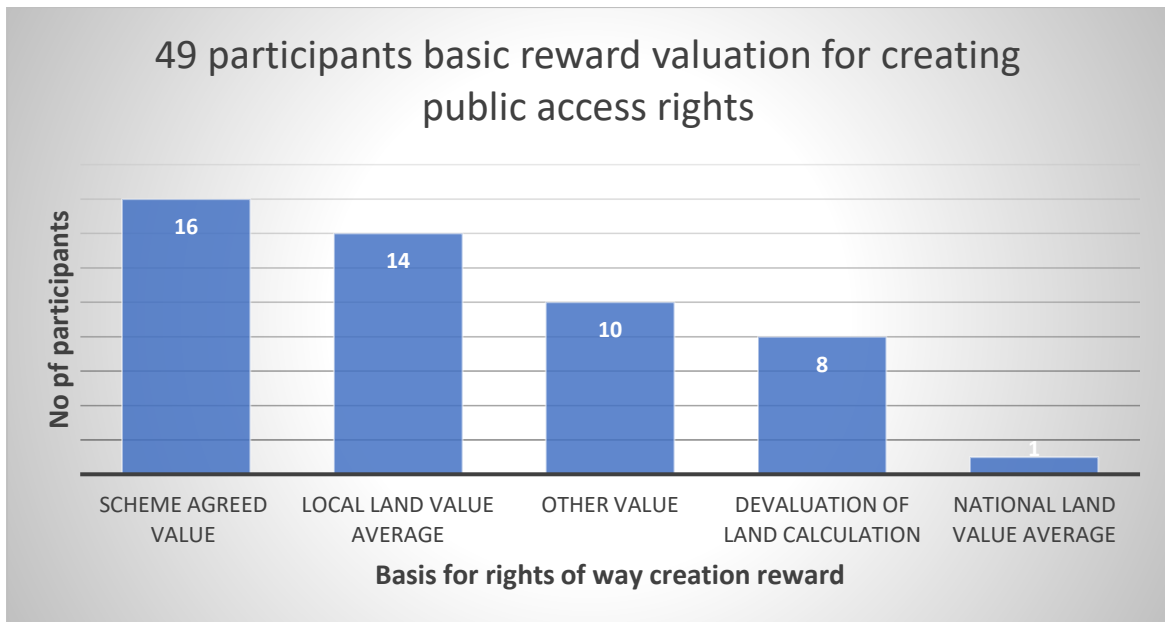 49 participants basic reward valuation for creating
public access rights
No pf participants
16
14
10
8
1
SCHEME AGREED
VALUE
LOCAL LAND VALUE
AVERAGE
OTHER VALUE
DEVALUATION OF
LAND CALCULATION
NATIONAL LAND
VALUE AVERAGE
Basis for rights of way creation reward